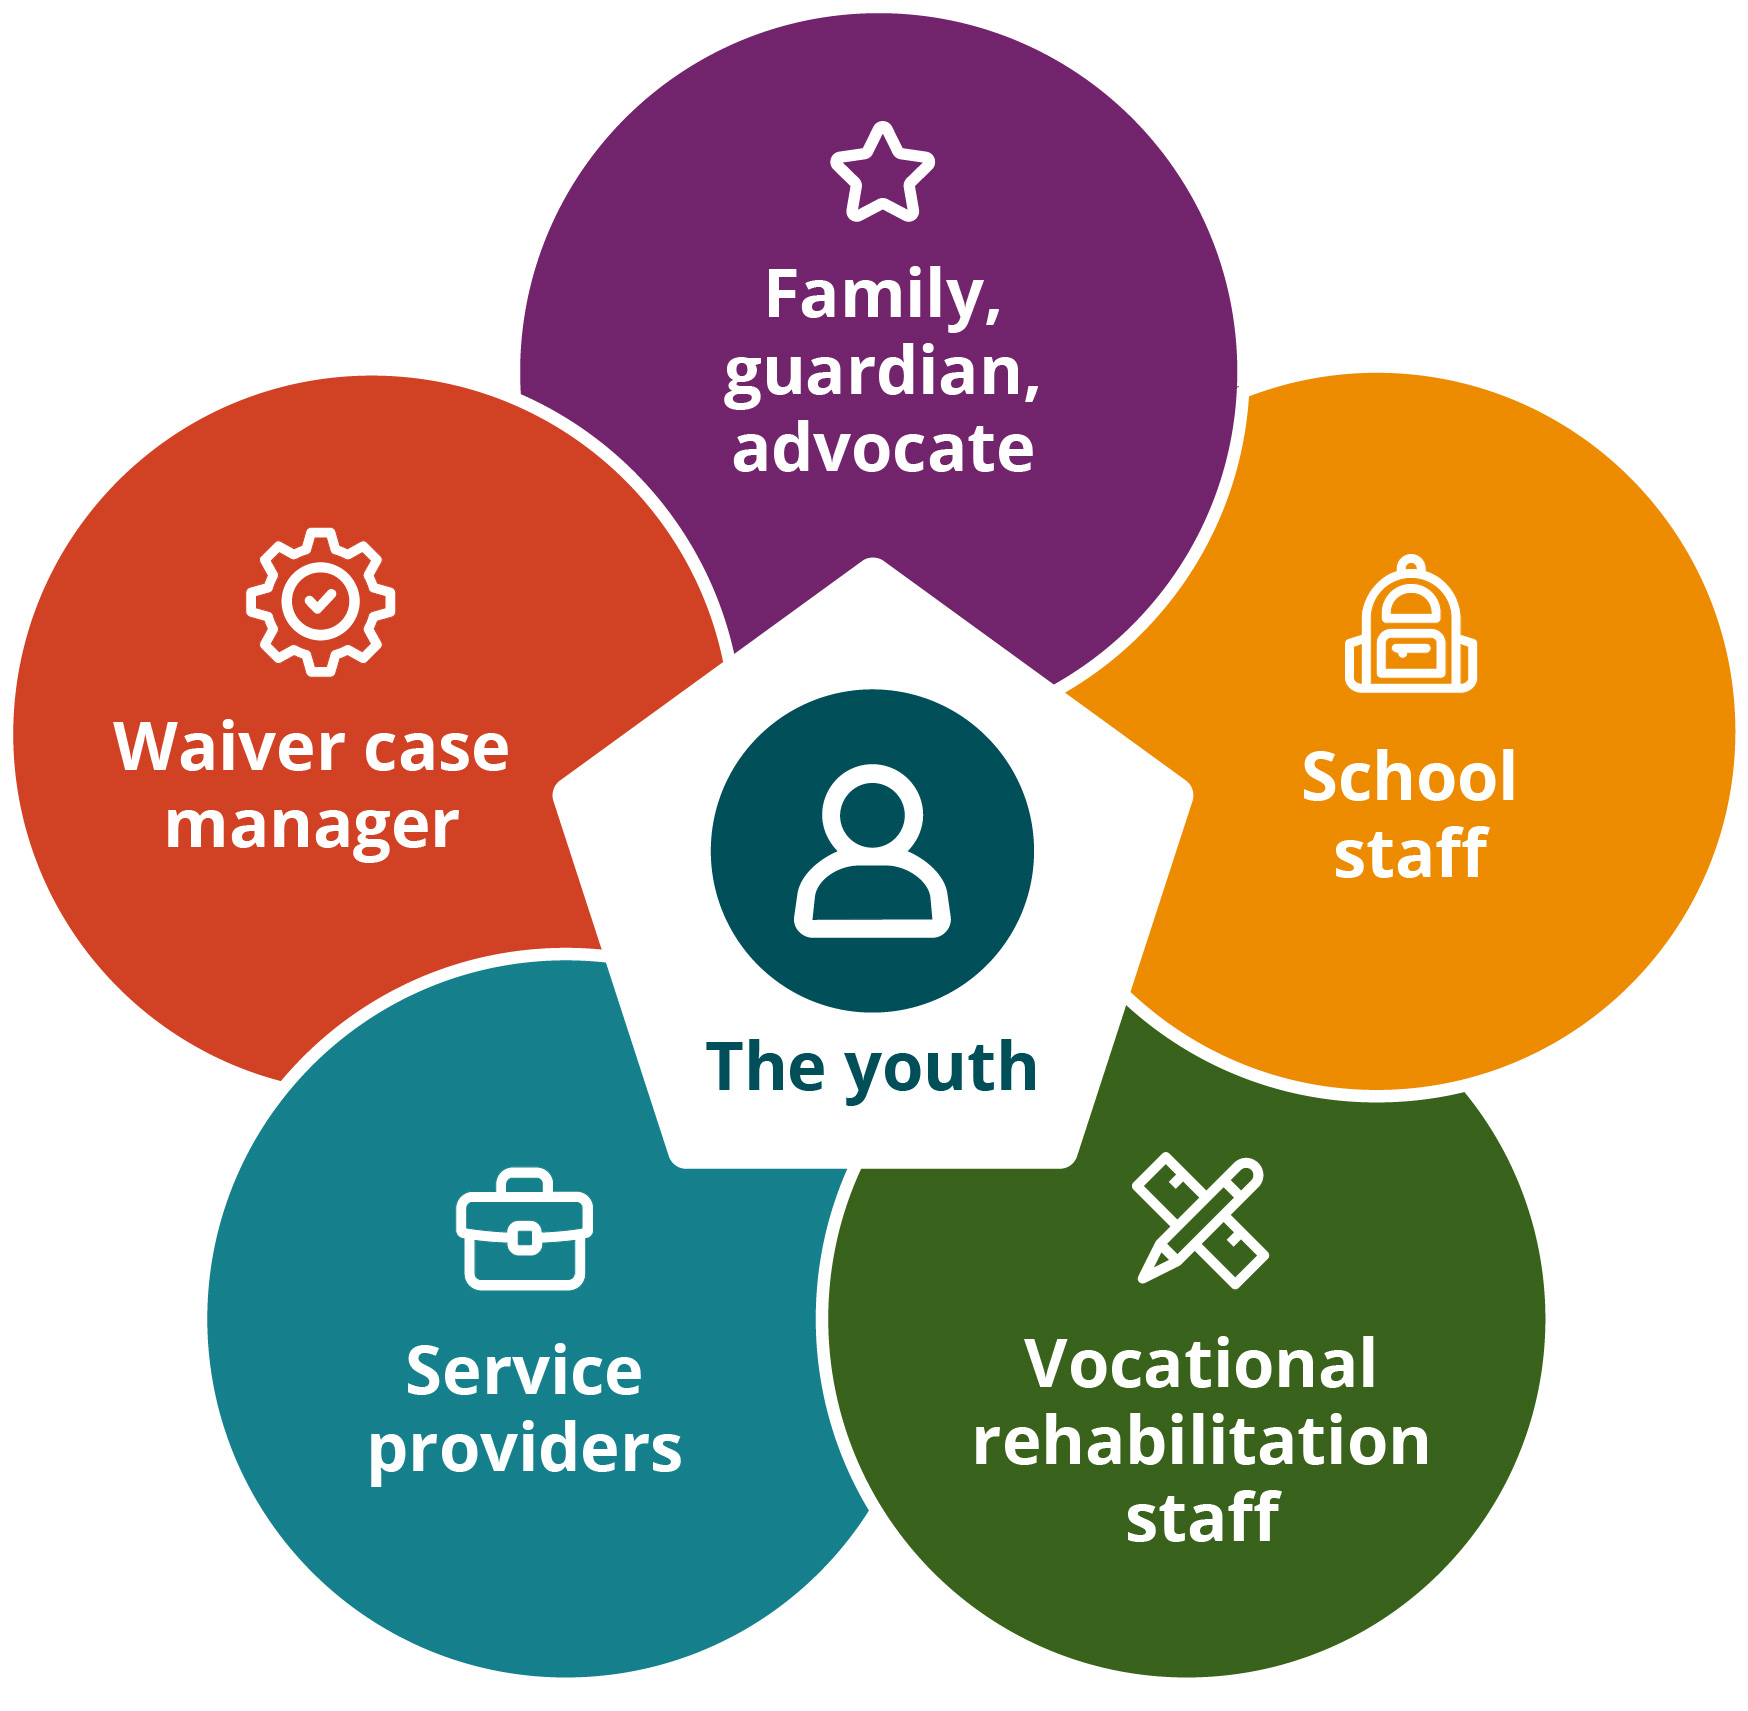 Family,
guardian,
advocate
School
staff
Vocational
rehabilitation
staff
Service
providers
Waiver case
manager
The youth